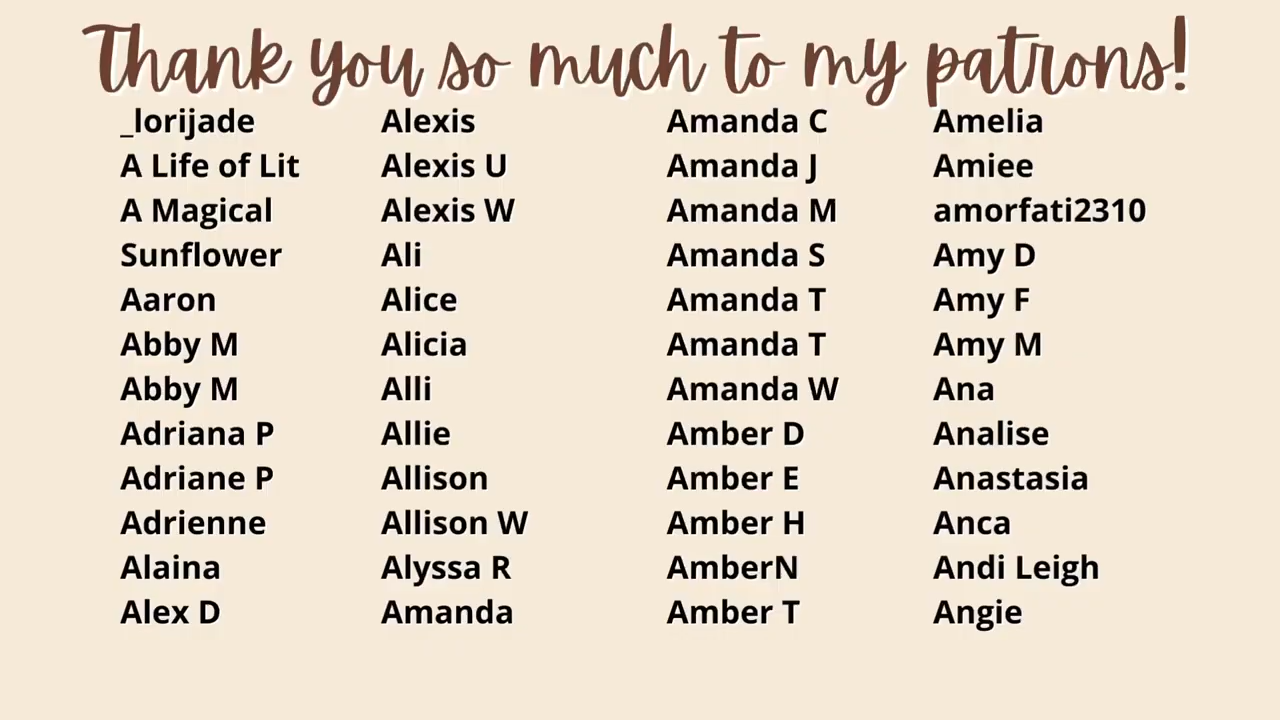 Thank you so much to my patrons!
_lorijade
A Life of Lit
A Magical
Sunflower
Aaron
Abby M
Abby M
Adriana P
Adriane P
Adrienne
Alaina
Alex D
Alexis
Alexis U
Alexis W
Ali
Alice
Alicia
Alli
Allie
Allison
Allison W
Alyssa R
Amanda
Amanda C
Amanda J
Amanda M
Amanda S
Amanda T
Amanda T
Amanda W
Amber D
Amber E
Amber H
AmberN
Amber T
Amelia
Amiee
amorfati2310
Amy D
Amy F
Amy M
Ana
Analise
Anastasia
Anca
Andi Leigh
Angie